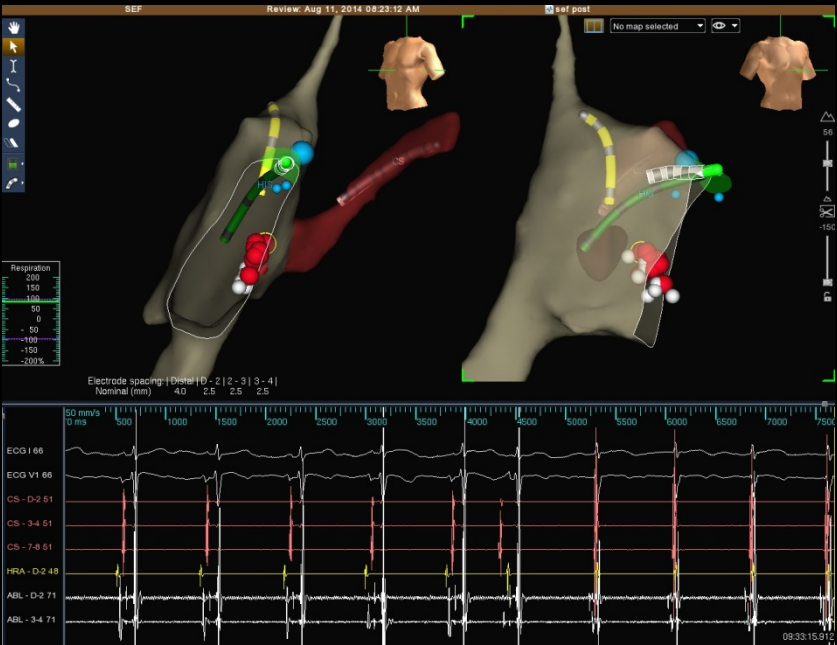 SEF Review: Aug 11, 2014 08:23:12 AM sef post
No map selected
CS
HIS
HIS
56
-150
Respiration
200
150
100
50
0
- 50
-100
-150
-200%
Electrode spacing: | Distal | D - 2 | 2 - 3 | 3 - 4 |
Nominal (mm) 4.0 2.5 2.5 2.5
50 mm/s
0 ms 500 1000 1500 2000 2500 3000 3500 4000 4500 5000 5500 6000 6500 7000 7500
ECG I 66
ECG V1 66
CS - D-2 51
CS - 3-4 51
CS - 7-8 51
HRA - D-2 48
ABL - D-2 71
ABL - 3-4 71
09:33:15.912